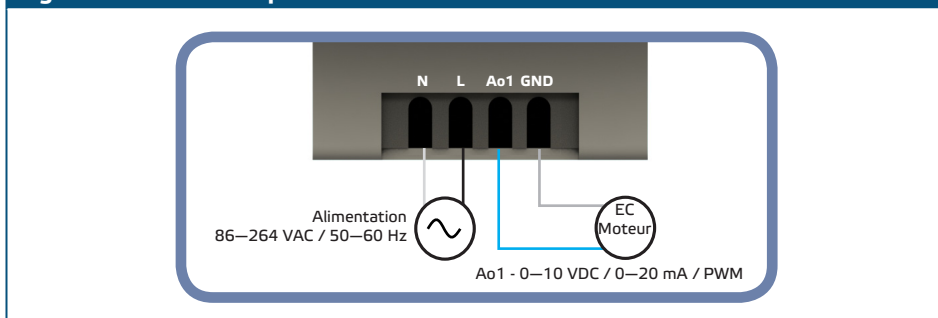 N L Ao1 GND
Alimentation
86—264 VAC / 50—60 Hz
EC
Moteur
Ao1 - 0—10 VDC / 0—20 mA / PWM